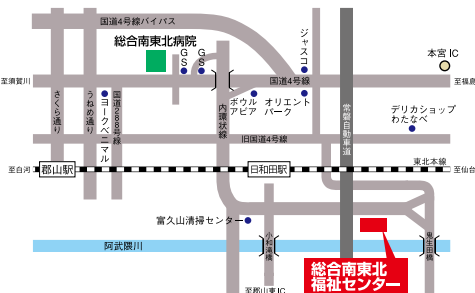 国道4号線バイパス
総合南東北病院
GS
GS
ジャスコ
本宮IC
至須賀川
国道4号線
至福島
さくら通り
うねめ通り
ヨークベニマル
国道288号線
内環状線
ボウル
アピア
オリエント
パーク
常磐自動車道
デリカショップ
わたなべ
旧国道4号線
東北本線
至白河
郡山駅
日和田駅
至仙台
富久山清掃センター
阿武隈川
小和滝橋
鬼生田橋
総合南東北
福祉センター
至郡山東IC